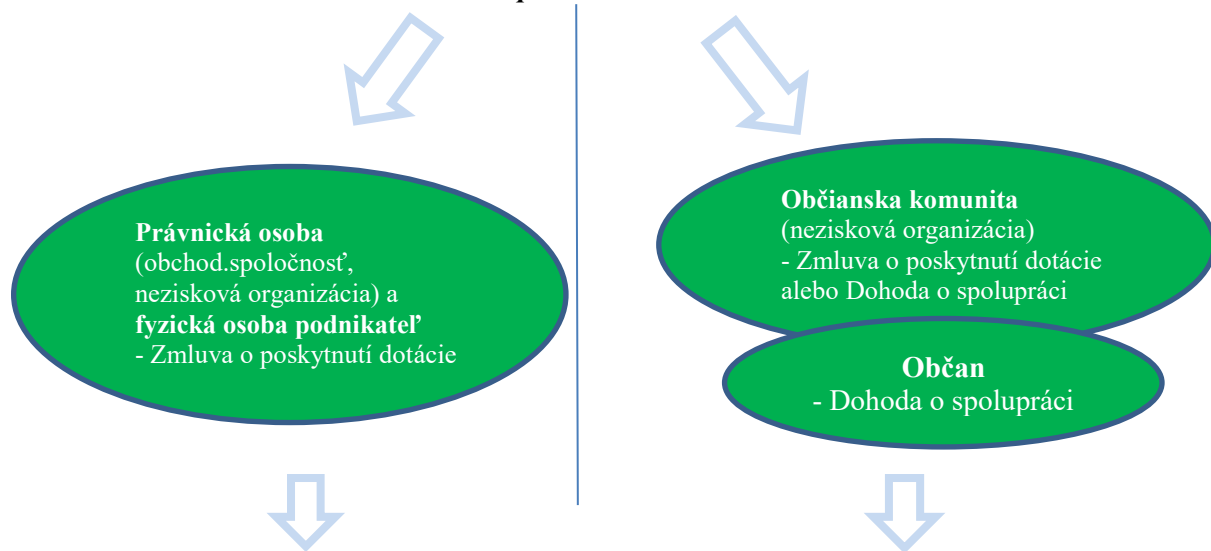 Právnická osoba
(obchod.spoločnosť,
nezisková organizácia) a
fyzická osoba podnikateľ
- Zmluva o poskytnutí dotácie
Občianska komunita
(nezisková organizácia)
- Zmluva o poskytnutí dotácie
alebo Dohoda o spolupráci
Občan
- Dohoda o spolupráci